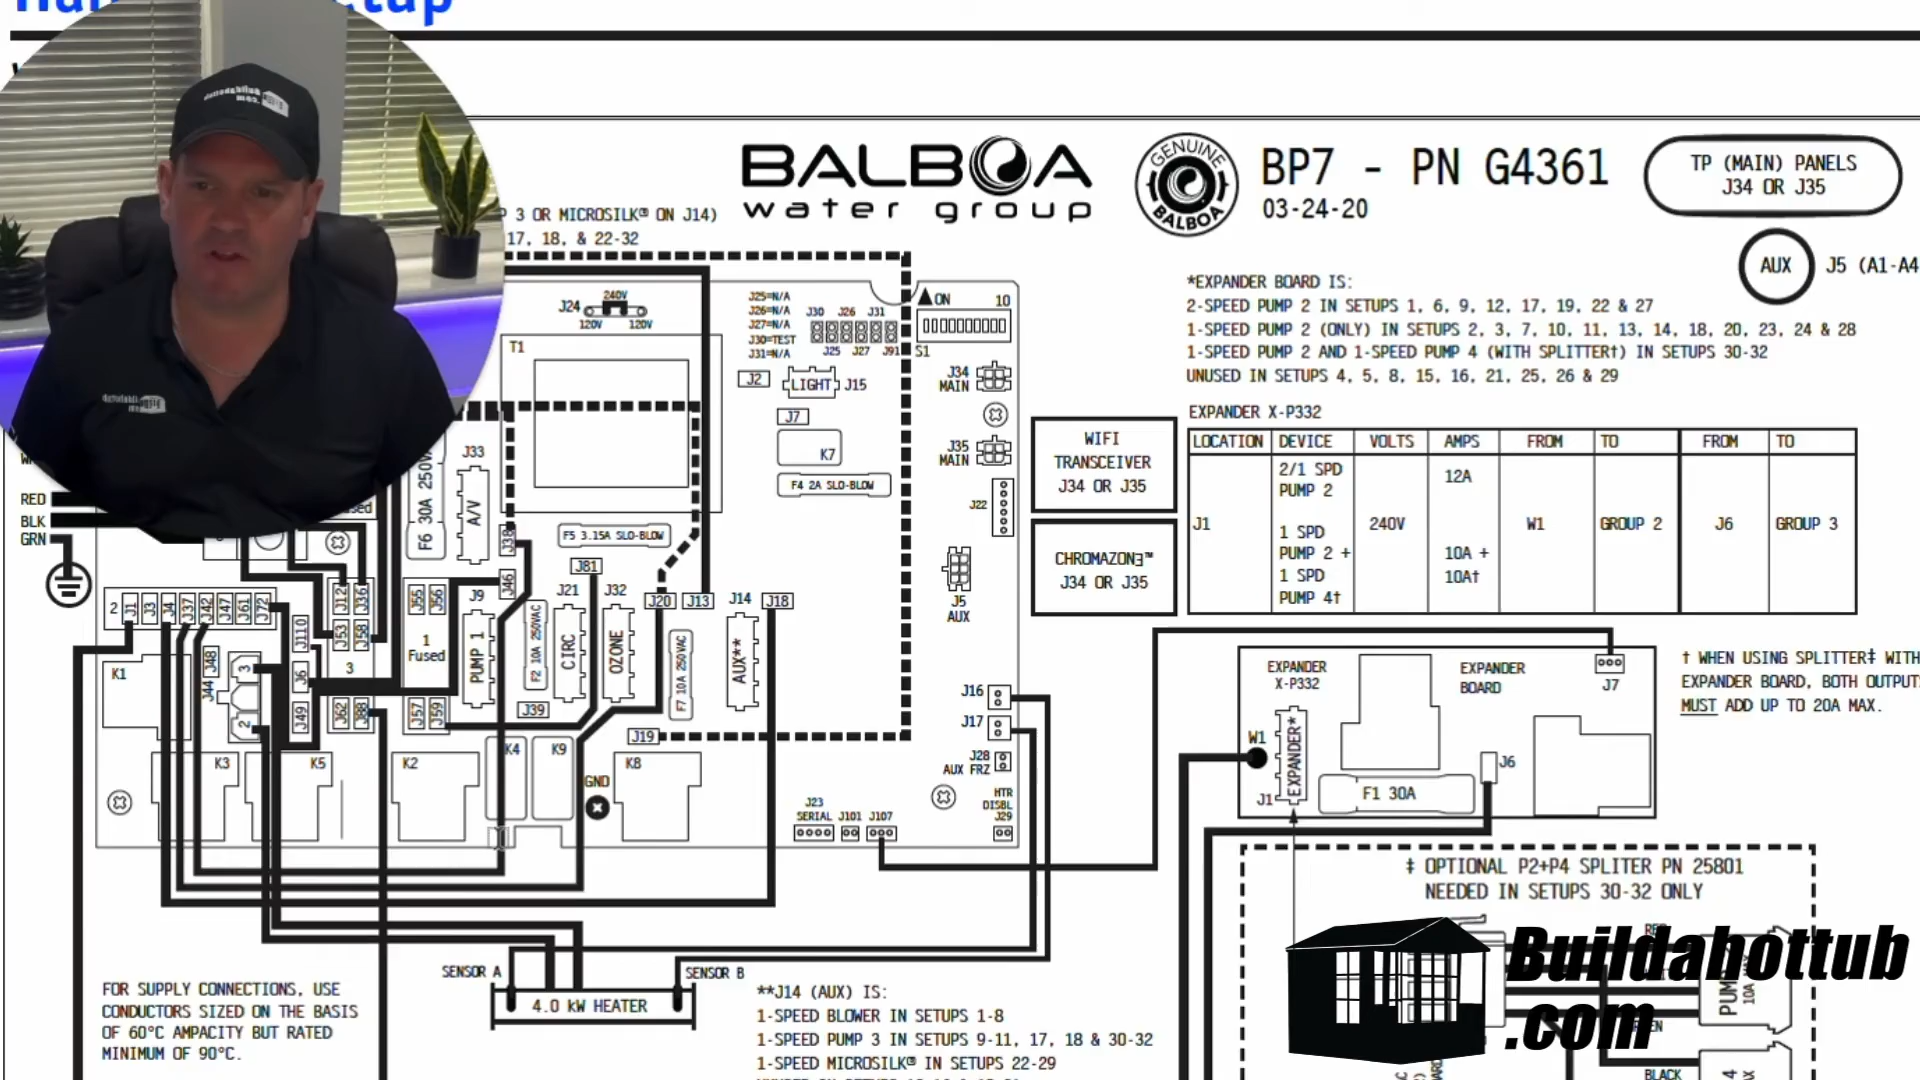 BALBOA
water group
GENUINE
BALBOA
BP7 - PN G4361
03-24-20
TP (MAIN) PANELS
J34 OR J35
AUX
J5 (A1-A4
3 OR MICROSILK® ON J14)
17, 18, & 22-32
*EXPANDER BOARD IS:
2-SPEED PUMP 2 IN SETUPS 1, 6, 9, 12, 17, 19, 22 & 27
1-SPEED PUMP 2 (ONLY) IN SETUPS 2, 3, 7, 10, 11, 13, 14, 18, 20, 23, 24 & 28
1-SPEED PUMP 2 AND 1-SPEED PUMP 4 (WITH SPLITTER†) IN SETUPS 30-32
UNUSED IN SETUPS 4, 5, 8, 15, 16, 21, 25, 26 & 29
EXPANDER X-P332
LOCATION DEVICE VOLTS AMPS FROM TO FROM TO
2/1 SPD
PUMP 2
12A
J1 240V W1 GROUP 2 J6 GROUP 3
1 SPD
PUMP 2 +
1 SPD
PUMP 4†
10A +
10A†
WIFI
TRANSCEIVER
J34 OR J35
CHROMAZONE™
J34 OR J35
J24
240V
120V 120V
T1
J25=N/A
J26=N/A
J27=N/A
J30=TEST
J31=N/A
J30 J26 J31
J25 J27 J91
ON 10
S1
J2
LIGHT J15
J7
K7
F4 2A SLO-BLOW
J34
MAIN
J35
MAIN
J22
J5
AUX
J33
A/V
F6 30A 250VA
J38
F5 3.15A SLO-BLOW
J81
J46
RED
BLK
GRN
2 J1 J3 J4 J37 J42 J47 J61 J72
J12 J36
J53 J58
3
J62 J88
J110
J6
J49
J48
J44
3
2
J55 J56
1
Fused
J57 J59
J9
PUMP 1
F2 10A 250VAC
J39
J21
CIRC
J32
OZONE
J20 J13 J14 J18
F7 10A 250VAC
AUX**
J19
K1
K3 K5 K2 K4 K9 K8
GND
J16
J17
J28
AUX FRZ
HTR
DISBL
J29
J23
SERIAL J101 J107
EXPANDER
X-P332
EXPANDER
BOARD
J7
W1
J1
EXPANDER*
F1 30A
J6
† WHEN USING SPLITTER‡ WITH
EXPANDER BOARD, BOTH OUTPUTS
MUST ADD UP TO 20A MAX.
‡ OPTIONAL P2+P4 SPLITER PN 25801
NEEDED IN SETUPS 30-32 ONLY
10A
BLACK
4
SENSOR A
SENSOR B
4.0 kW HEATER
FOR SUPPLY CONNECTIONS, USE
CONDUCTORS SIZED ON THE BASIS
OF 60°C AMPACITY BUT RATED
MINIMUM OF 90°C.
**J14 (AUX) IS:
1-SPEED BLOWER IN SETUPS 1-8
1-SPEED PUMP 3 IN SETUPS 9-11, 17, 18 & 30-32
1-SPEED MICROSILK® IN SETUPS 22-29
Buildahottub
.com